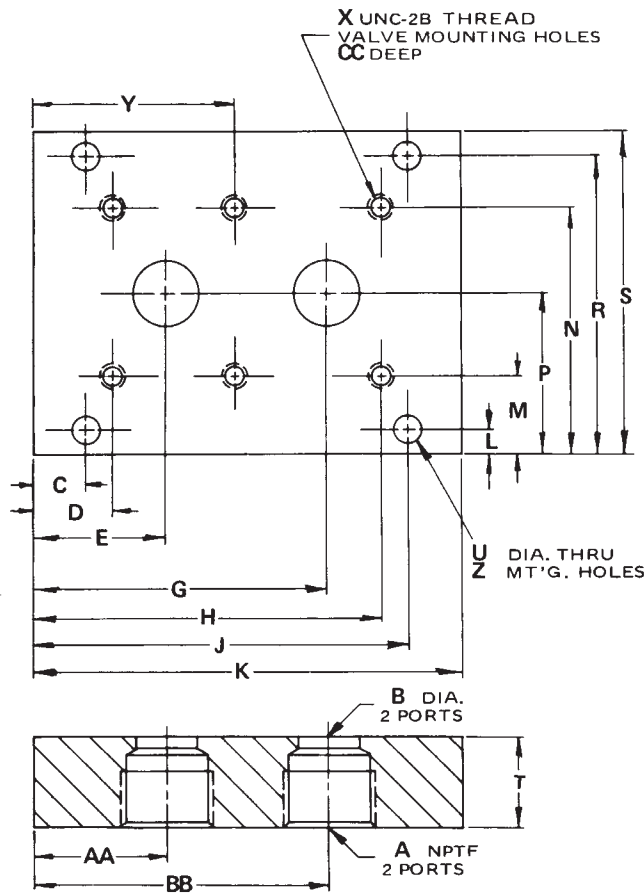 X UNC-2B THREAD
VALVE MOUNTING HOLES
CC DEEP
Y
S
R
N
P
M
L
C
D
E
G
H
J
K
U DIA. THRU
Z MT'G. HOLES
B DIA.
2 PORTS
T
A NPTF
2 PORTS
AA
BB